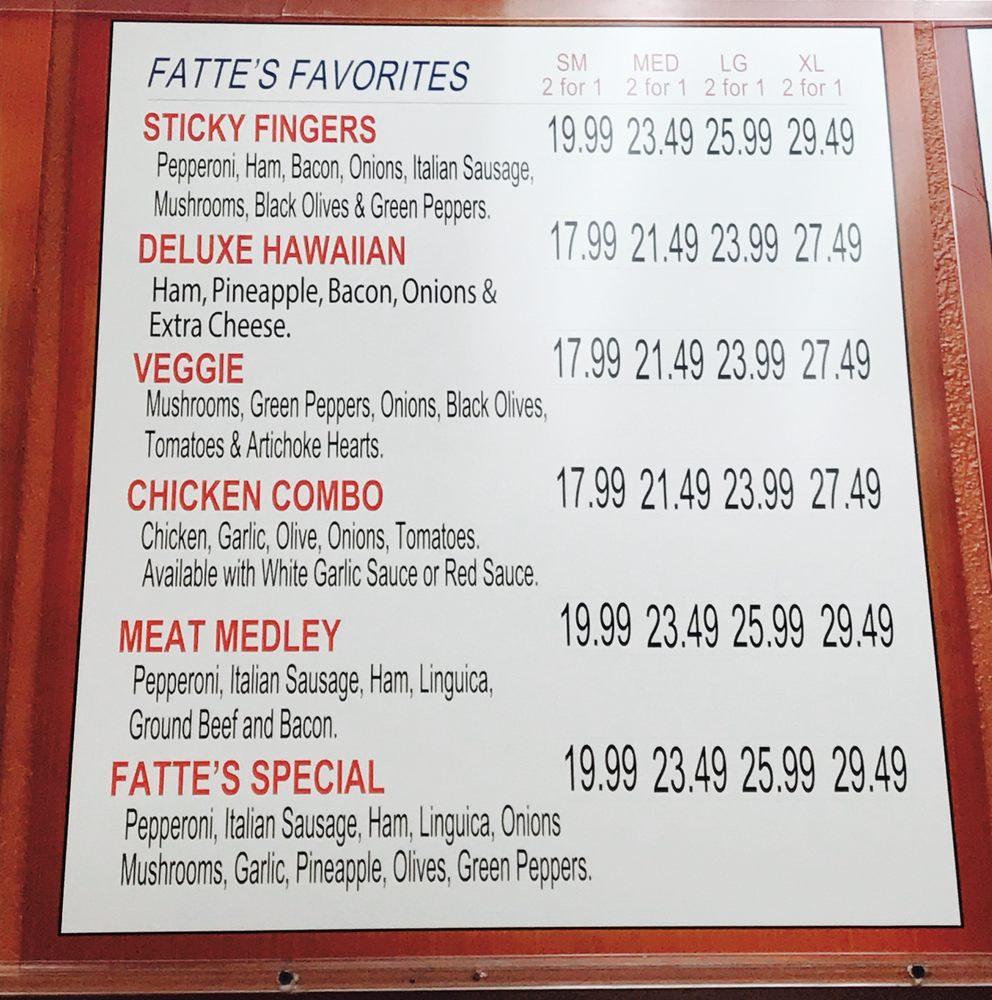 FATTE'S FAVORITES SM MED LG XL
2 for 1 2 for 1 2 for 1 2 for 1
STICKY FINGERS 19.99 23.49 25.99 29.49
Pepperoni, Ham, Bacon, Onions, Italian Sausage,
Mushrooms, Black Olives & Green Peppers.
DELUXE HAWAIIAN 17.99 21.49 23.99 27.49
Ham, Pineapple, Bacon, Onions &
Extra Cheese.
VEGGIE 17.99 21.49 23.99 27.49
Mushrooms, Green Peppers, Onions, Black Olives,
Tomatoes & Artichoke Hearts.
CHICKEN COMBO 17.99 21.49 23.99 27.49
Chicken, Garlic, Olive, Onions, Tomatoes.
Available with White Garlic Sauce or Red Sauce.
MEAT MEDLEY 19.99 23.49 25.99 29.49
Pepperoni, Italian Sausage, Ham, Linguica,
Ground Beef and Bacon.
FATTE'S SPECIAL 19.99 23.49 25.99 29.49
Pepperoni, Italian Sausage, Ham, Linguica, Onions
Mushrooms, Garlic, Pineapple, Olives, Green Peppers.